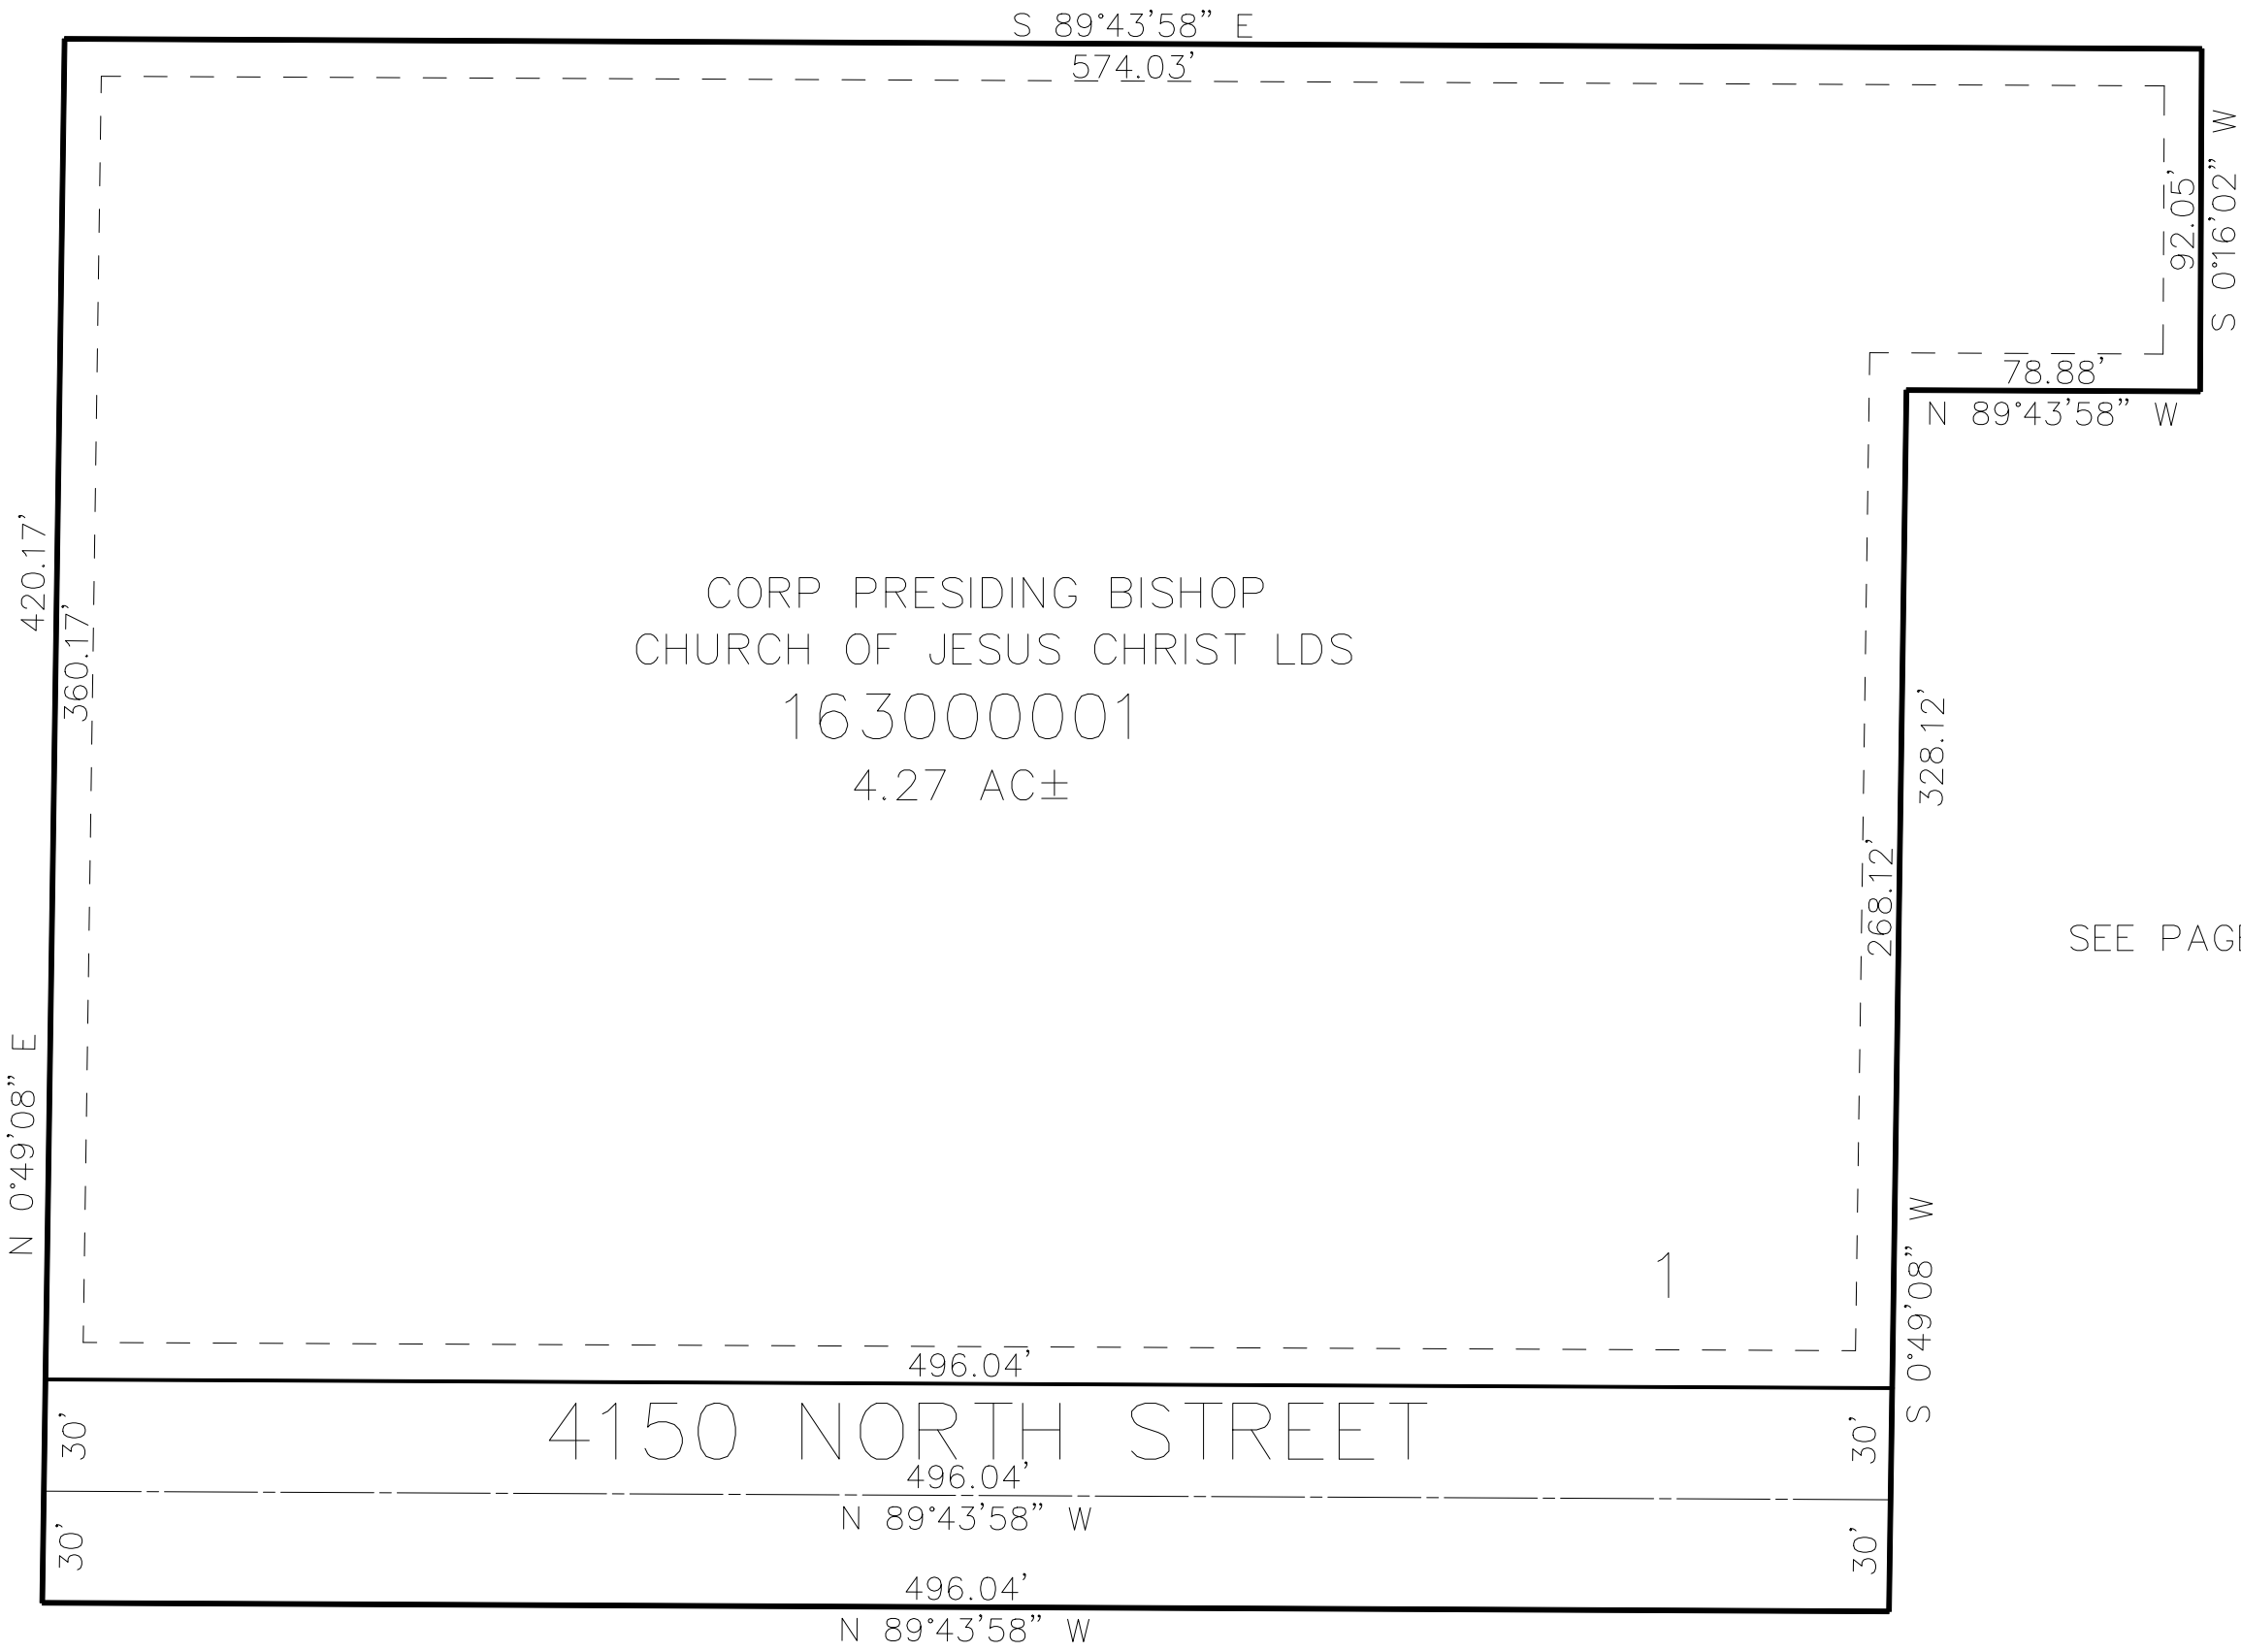 S 89°43'58" E
574.03'
92.05'
S 0°16'02" W
78.88'
N 89°43'58" W
420.17'
360.17'
CORP PRESIDING BISHOP
CHURCH OF JESUS CHRIST LDS
163000001
4.27 AC±
328.12'
268.12'
SEE PAGE
N 0°49'08" E
S 0°49'08" W
1
496.04'
30'
4150 NORTH STREET
30'
496.04'
N 89°43'58" W
30'
30'
496.04'
N 89°43'58" W